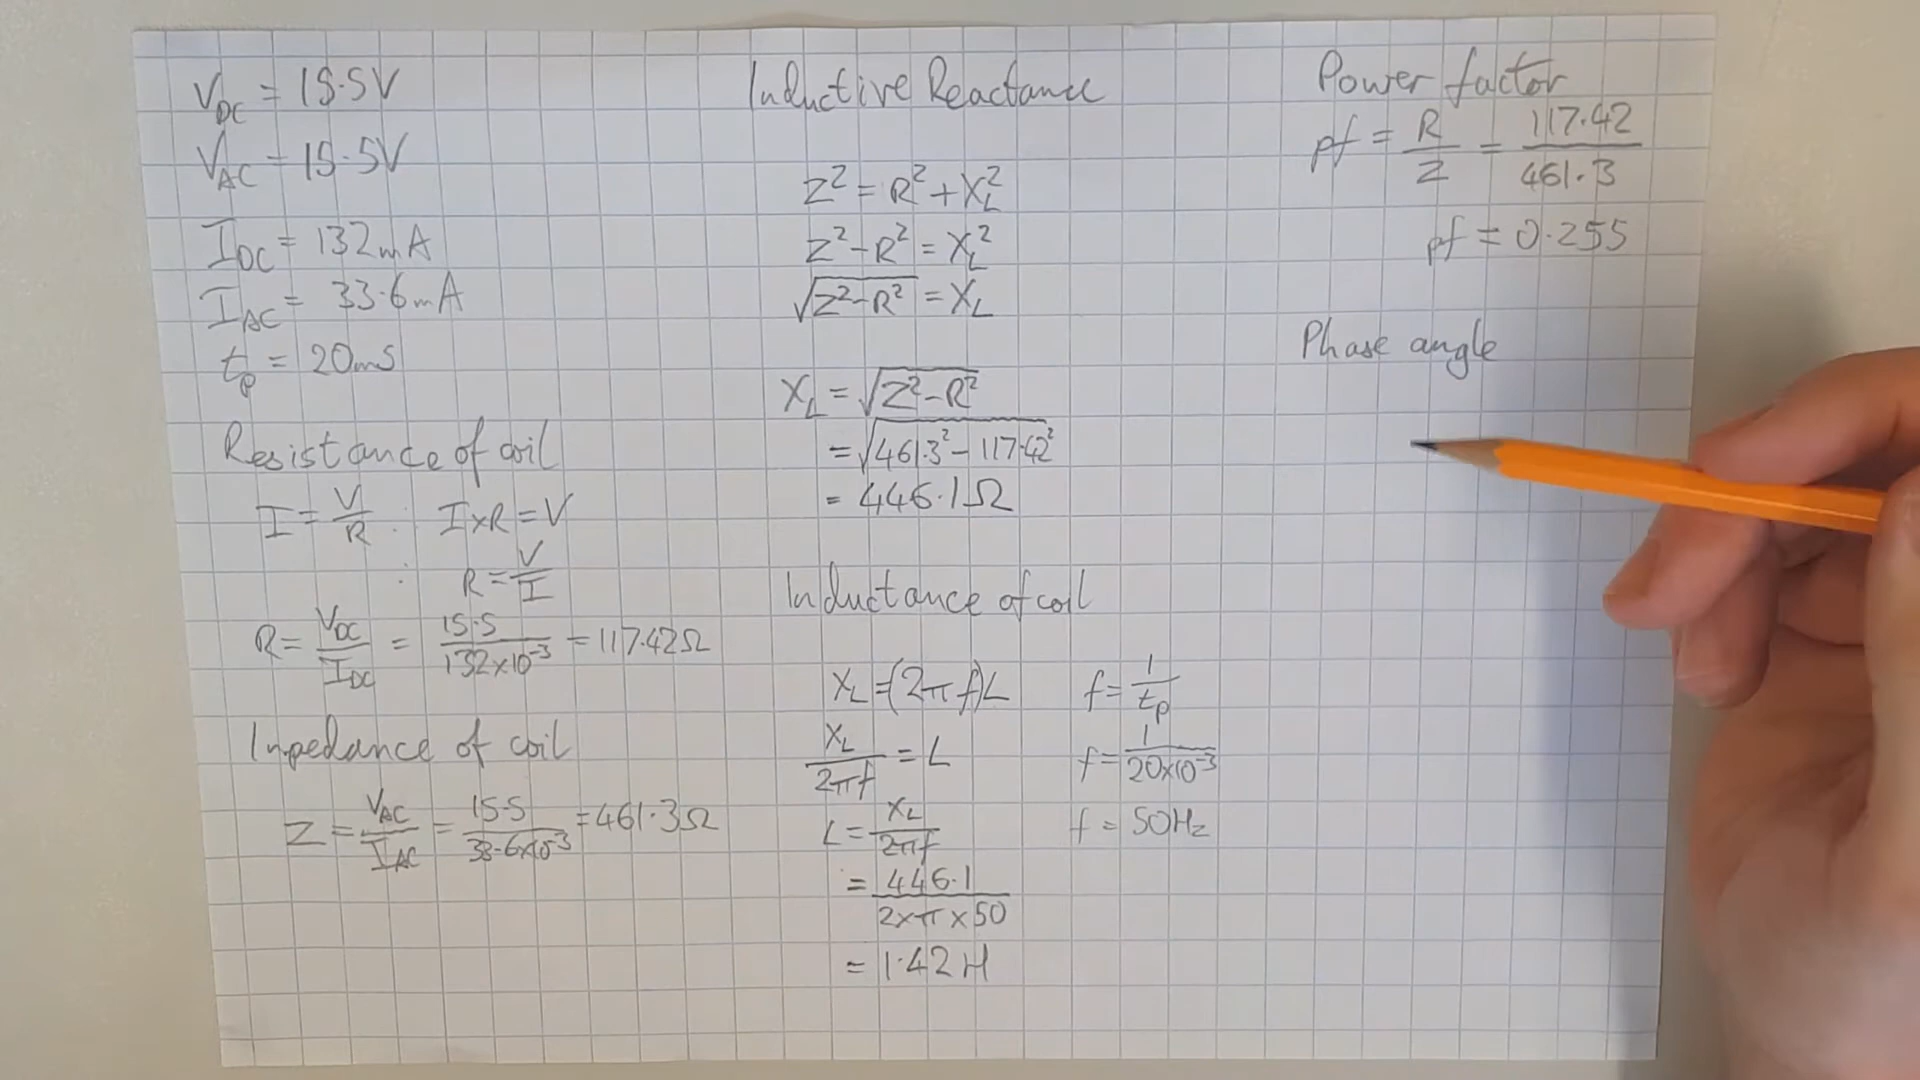 V_DC = 15.5V
V_AC = 15.5V
I_DC = 132mA
I_AC = 33.6mA
t_p = 20ms
Resistance of coil
I = V/R ∴ I×R = V
∴ R = V/I
R = V_DC/I_DC = 15.5/132×10⁻³ = 117.42Ω
Impedance of coil
Z = V_AC/I_AC = 15.5/33.6×10⁻³ = 461.3Ω
Inductive Reactance
Z² = R² + X_L²
Z² − R² = X_L²
√(Z² − R²) = X_L
X_L = √(Z² − R²)
= √(461.3² − 117.42²)
= 446.1Ω
Inductance of coil
X_L = (2πf)L
X_L/2πf = L
L = X_L/2πf
= 446.1/2×π×50
= 1.42H
f = 1/t_p
f = 1/20×10⁻³
f = 50Hz
Power factor
pf = R/Z = 117.42/461.3
pf = 0.255
Phase angle